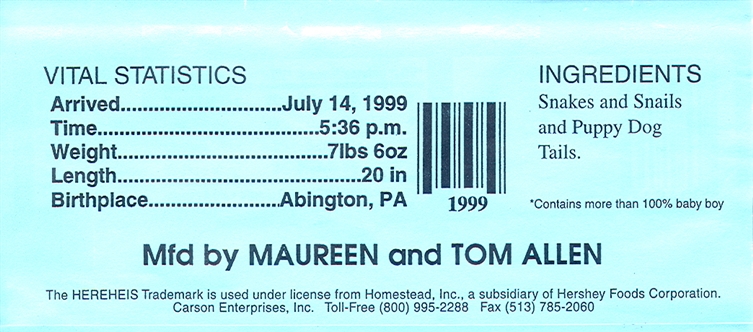 VITAL STATISTICS
Arrived.............................July 14, 1999
Time........................................5:36 p.m.
Weight.....................................7lbs 6oz
Length...........................................20 in
Birthplace.......................Abington, PA
1999
INGREDIENTS
Snakes and Snails
and Puppy Dog
Tails.
*Contains more than 100% baby boy
Mfd by MAUREEN and TOM ALLEN
The HEREHEIS Trademark is used under license from Homestead, Inc., a subsidiary of Hershey Foods Corporation.
Carson Enterprises, Inc. Toll-Free (800) 995-2288 Fax (513) 785-2060